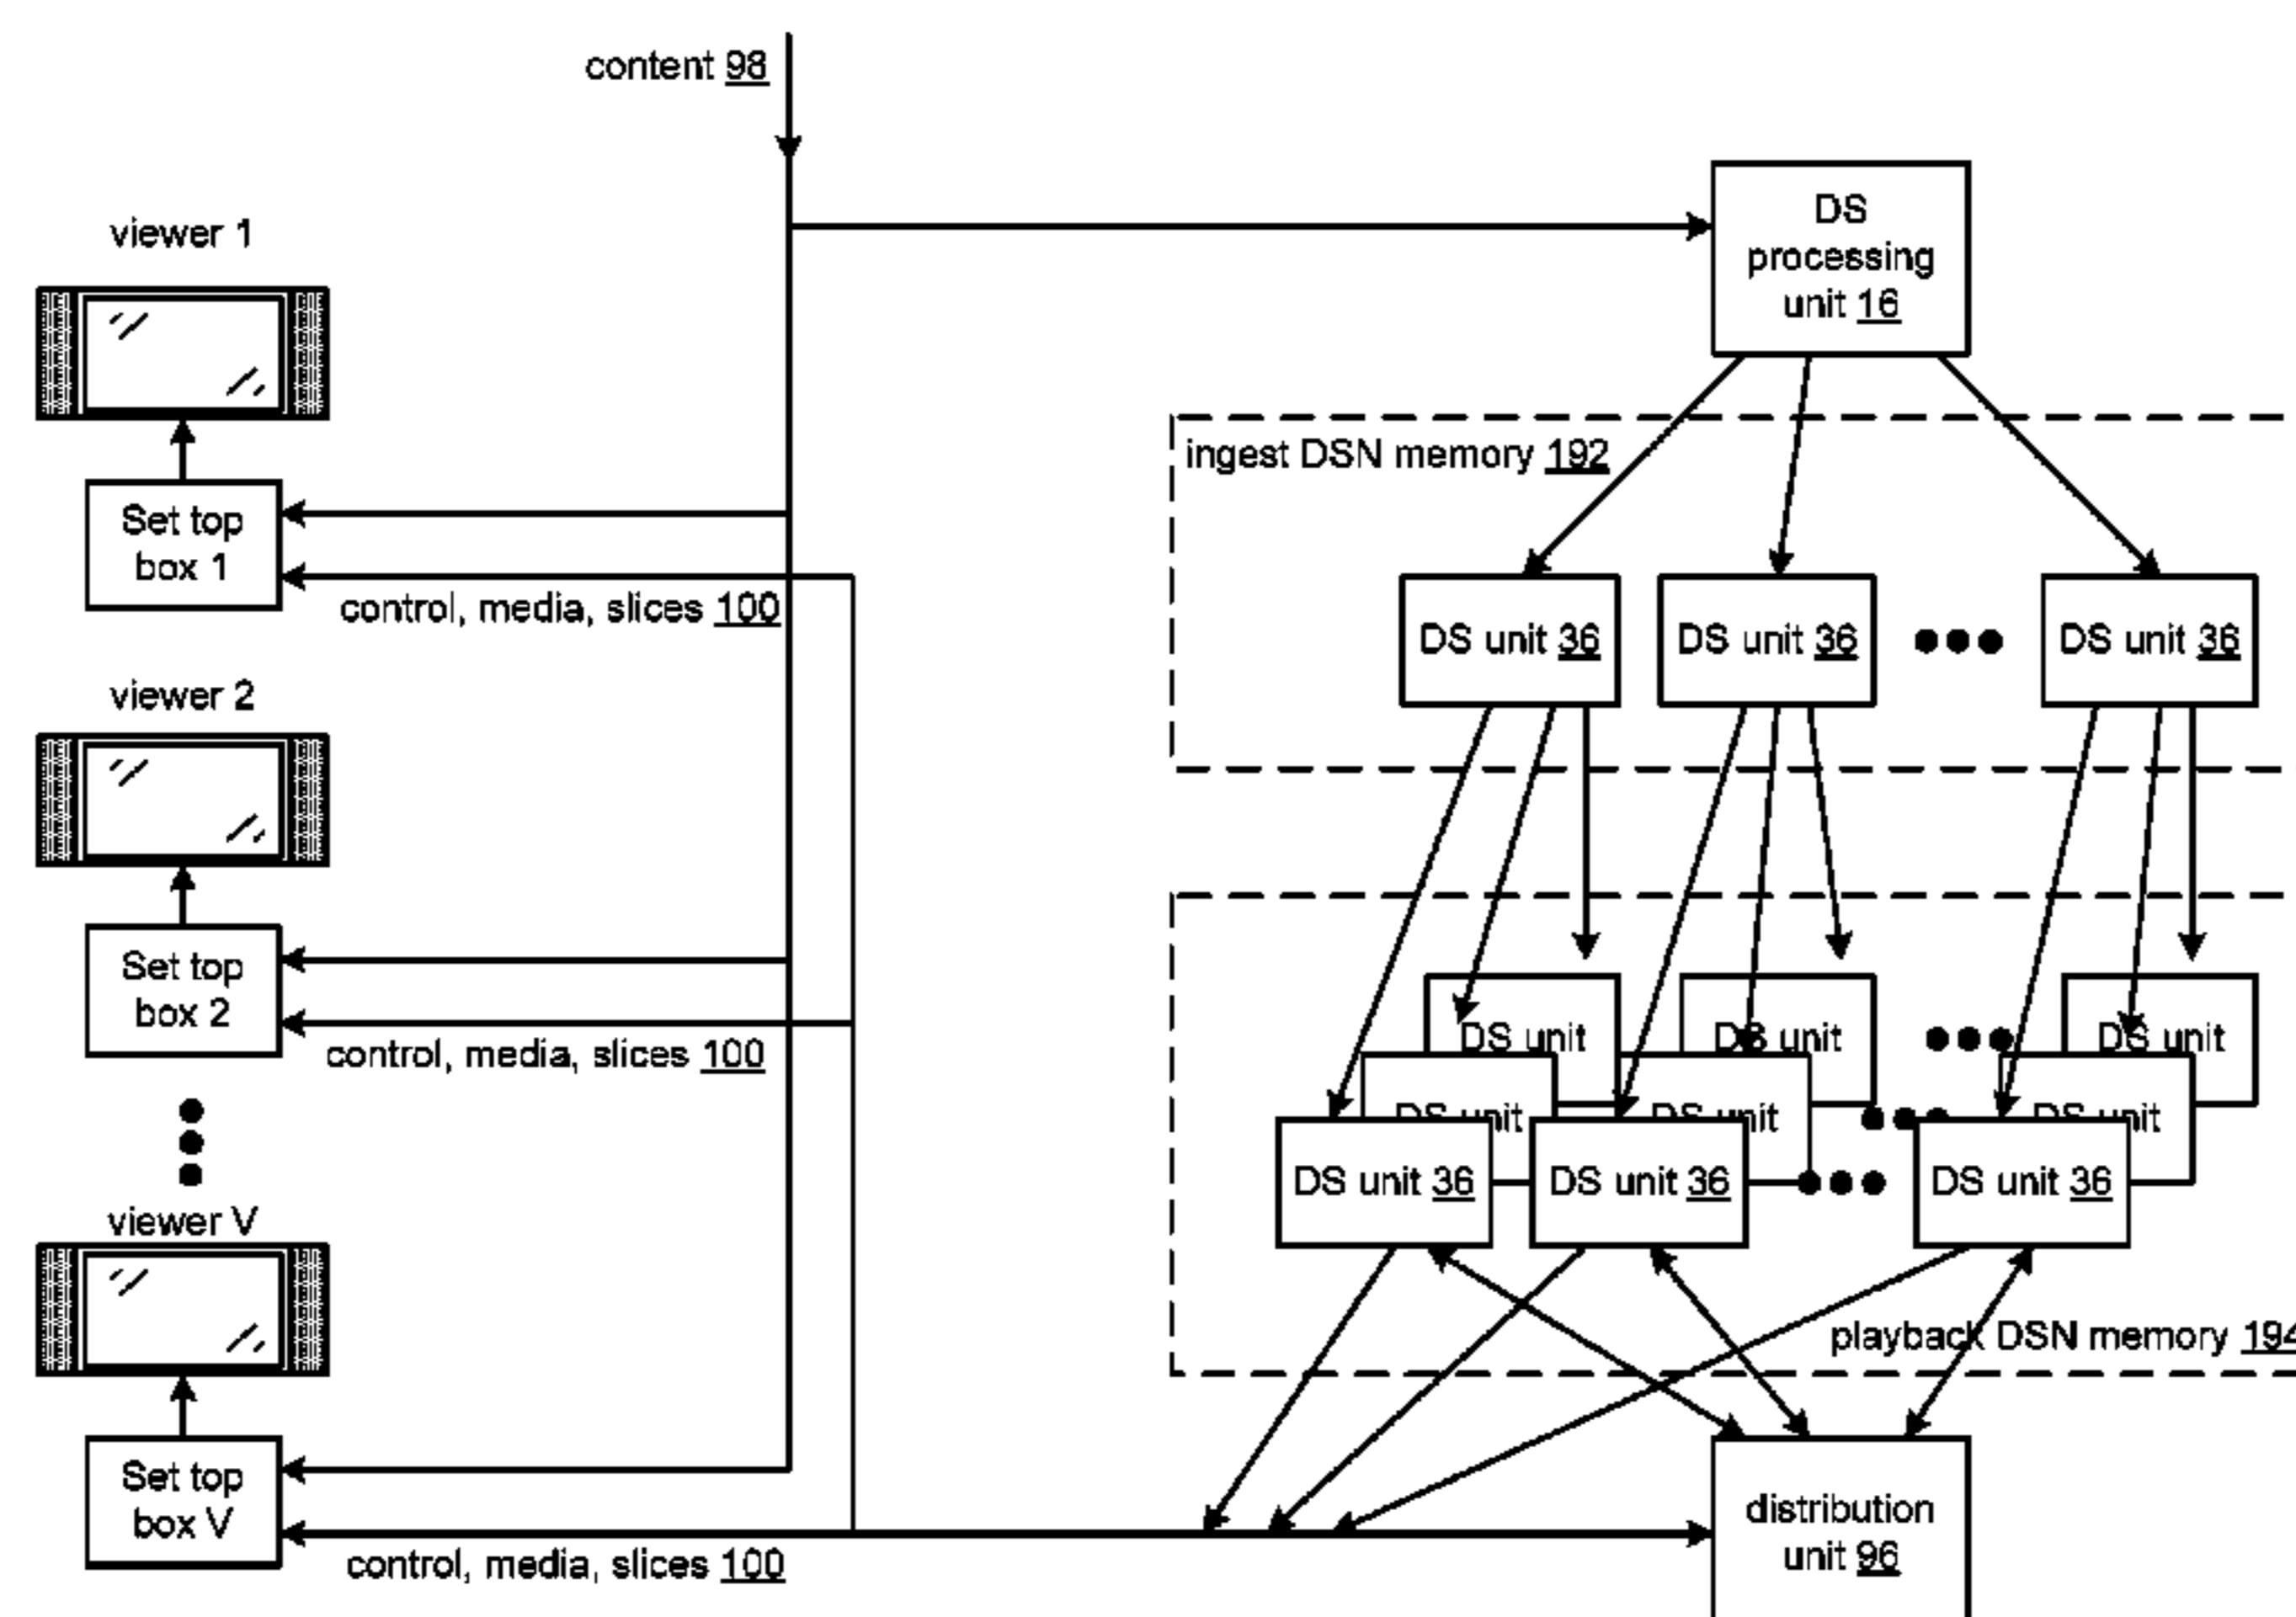 content 98
viewer 1
DS
processing
unit 16
ingest DSN memory 192
Set top
box 1
control, media, slices 100
DS unit 36
DS unit 36
DS unit 36
viewer 2
Set top
box 2
control, media, slices 100
DS unit
DS unit
DS unit
DS unit
DS unit
DS unit
DS unit 36
DS unit 36
DS unit 36
viewer V
playback DSN memory 194
Set top
box V
control, media, slices 100
distribution
unit 96